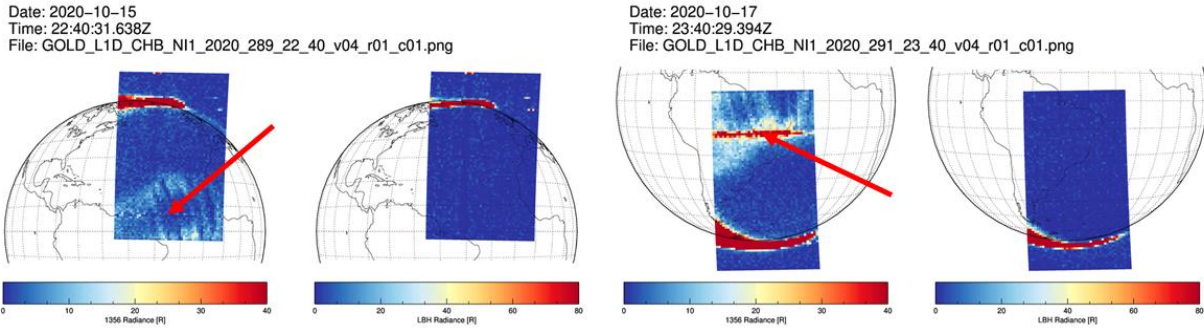 Date: 2020-10-15
Time: 22:40:31.638Z
File: GOLD_L1D_CHB_NI1_2020_289_22_40_v04_r01_c01.png
0 10 20 30 40
1356 Radiance [R]
0 20 40 60 80
LBH Radiance [R]
Date: 2020-10-17
Time: 23:40:29.394Z
File: GOLD_L1D_CHB_NI1_2020_291_23_40_v04_r01_c01.png
0 10 20 30 40
1356 Radiance [R]
0 20 40 60 80
LBH Radiance [R]